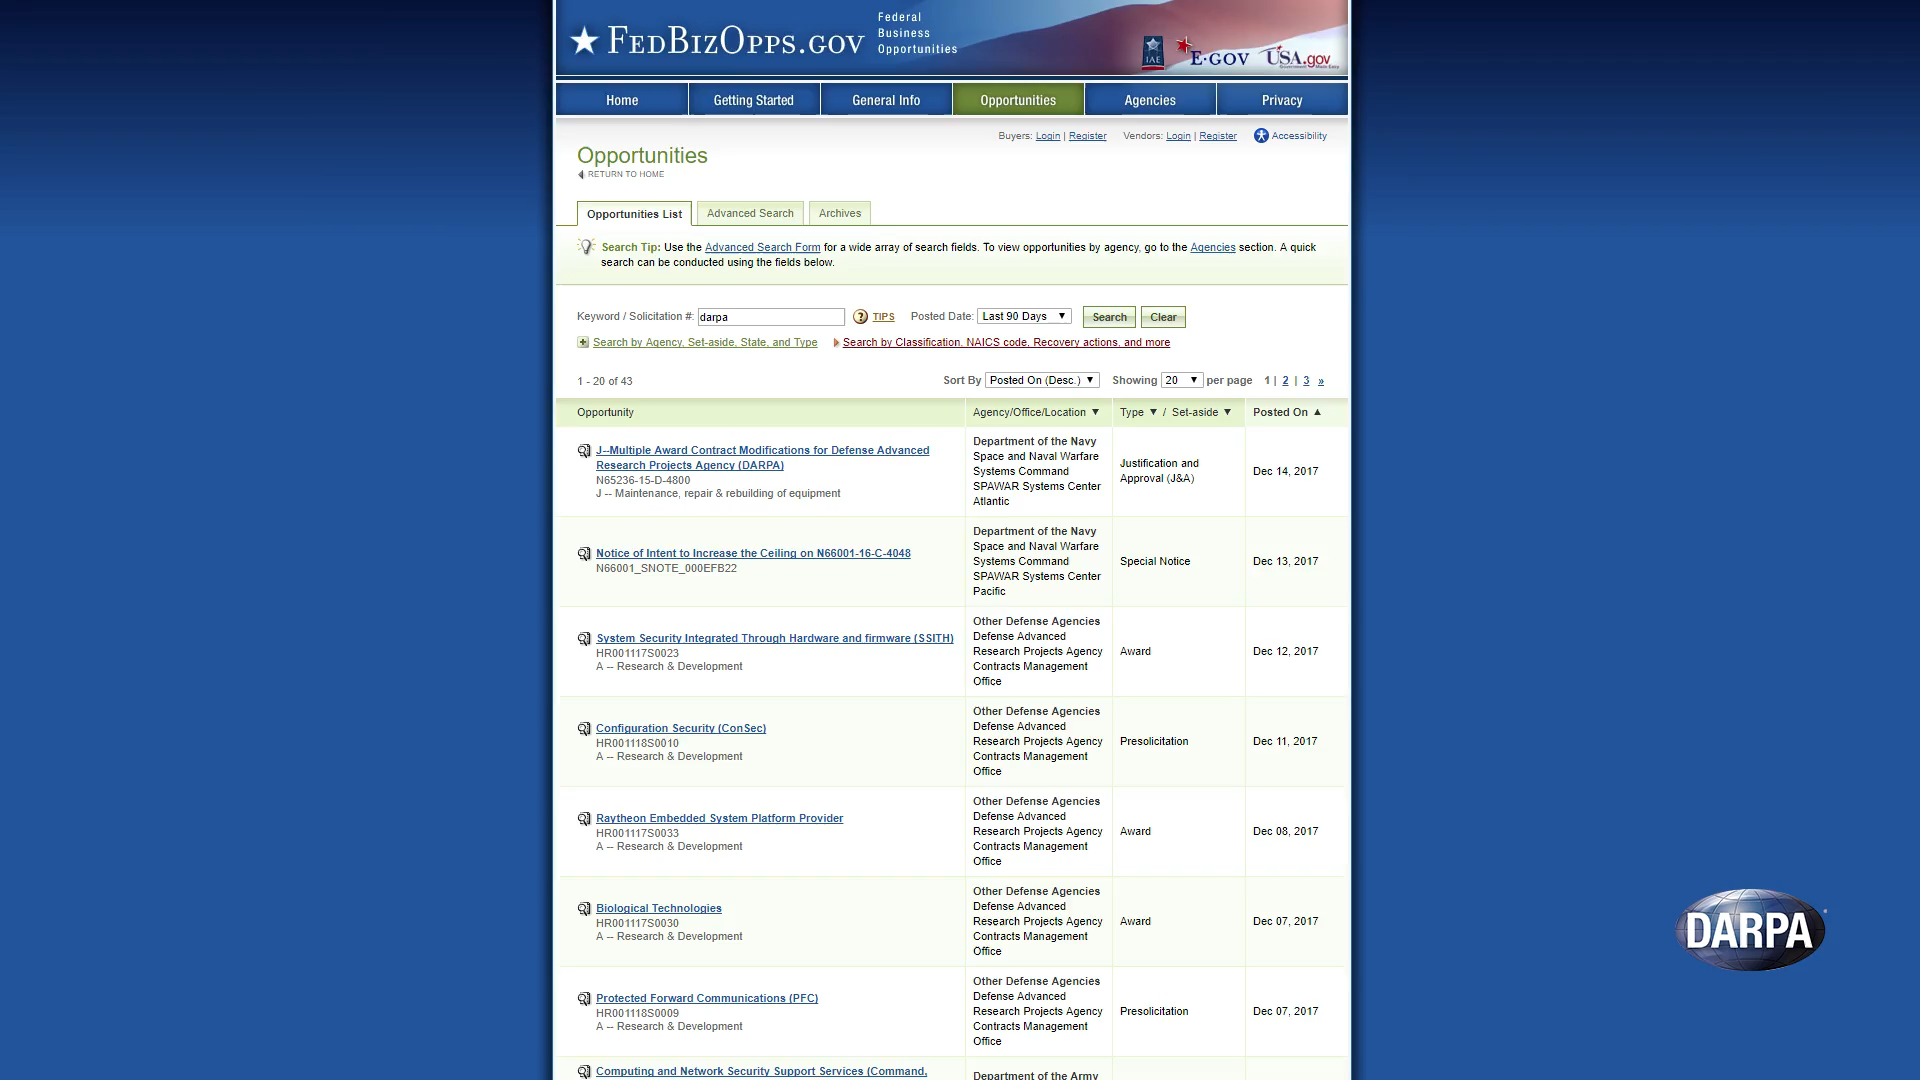 FedBizOpps.gov
Federal
Business
Opportunities
IAE
E-GOV
USA.gov
Home
Getting Started
General Info
Opportunities
Agencies
Privacy
Buyers: Login | Register Vendors: Login | Register Accessibility
Opportunities
RETURN TO HOME
Opportunities List
Advanced Search
Archives
Search Tip: Use the Advanced Search Form for a wide array of search fields. To view opportunities by agency, go to the Agencies section. A quick
search can be conducted using the fields below.
Keyword / Solicitation #: darpa TIPS Posted Date: Last 90 Days Search Clear
Search by Agency, Set-aside, State, and Type Search by Classification, NAICS code, Recovery actions, and more
1 - 20 of 43 Sort By Posted On (Desc.) Showing 20 per page 1 | 2 | 3 »
Opportunity Agency/Office/Location Type / Set-aside Posted On
J--Multiple Award Contract Modifications for Defense Advanced
Research Projects Agency (DARPA)
N65236-15-D-4800
J -- Maintenance, repair & rebuilding of equipment
Department of the Navy
Space and Naval Warfare
Systems Command
SPAWAR Systems Center
Atlantic
Justification and
Approval (J&A)
Dec 14, 2017
Notice of Intent to Increase the Ceiling on N66001-16-C-4048
N66001_SNOTE_000EFB22
Department of the Navy
Space and Naval Warfare
Systems Command
SPAWAR Systems Center
Pacific
Special Notice
Dec 13, 2017
System Security Integrated Through Hardware and firmware (SSITH)
HR001117S0023
A -- Research & Development
Other Defense Agencies
Defense Advanced
Research Projects Agency
Contracts Management
Office
Award
Dec 12, 2017
Configuration Security (ConSec)
HR001118S0010
A -- Research & Development
Other Defense Agencies
Defense Advanced
Research Projects Agency
Contracts Management
Office
Presolicitation
Dec 11, 2017
Raytheon Embedded System Platform Provider
HR001117S0033
A -- Research & Development
Other Defense Agencies
Defense Advanced
Research Projects Agency
Contracts Management
Office
Award
Dec 08, 2017
Biological Technologies
HR001117S0030
A -- Research & Development
Other Defense Agencies
Defense Advanced
Research Projects Agency
Contracts Management
Office
Award
Dec 07, 2017
Protected Forward Communications (PFC)
HR001118S0009
A -- Research & Development
Other Defense Agencies
Defense Advanced
Research Projects Agency
Contracts Management
Office
Presolicitation
Dec 07, 2017
Computing and Network Security Support Services (Command,
Department of the Army
DARPA